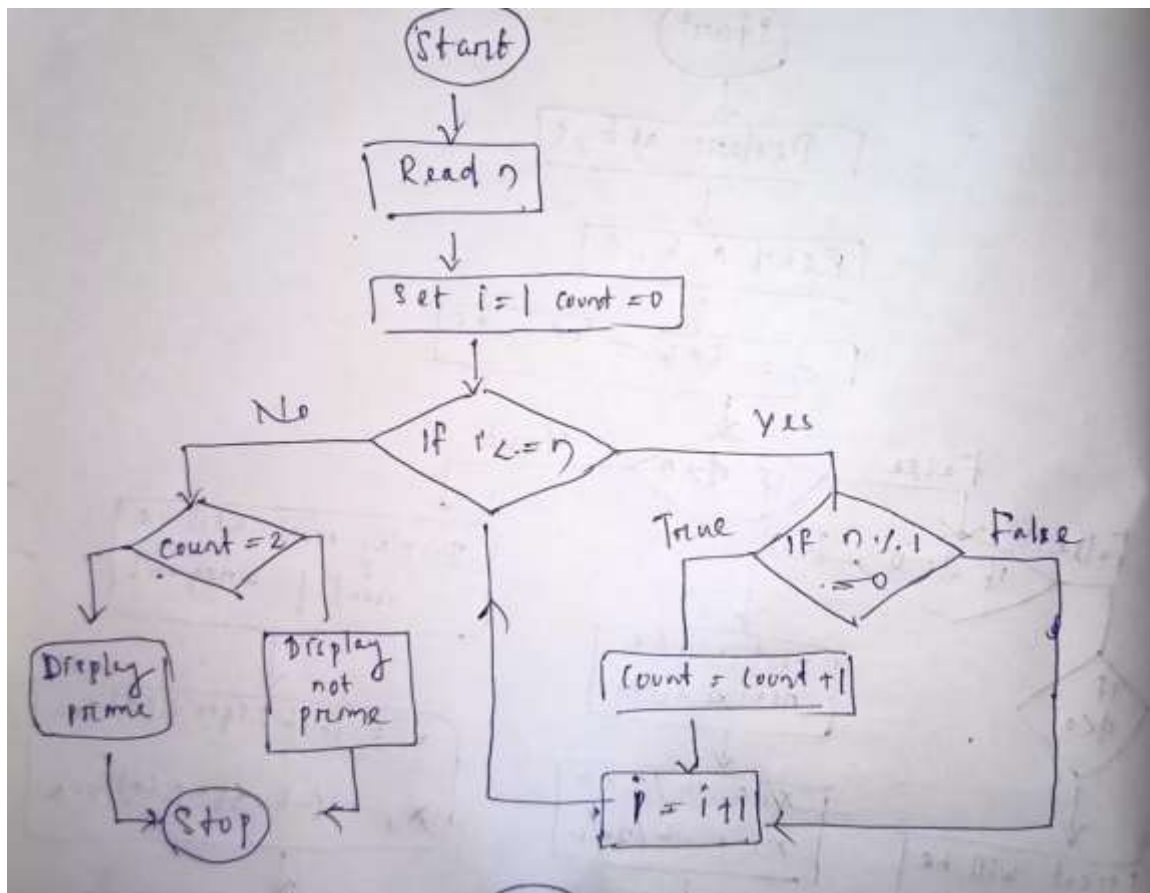 Start
Read n
Set i = 1 count = 0
If i <= n
No
Yes
count = 2
True
If n % i
== 0
False
Display
prime
Display
not
prime
Count = Count + 1
i = i + 1
Stop